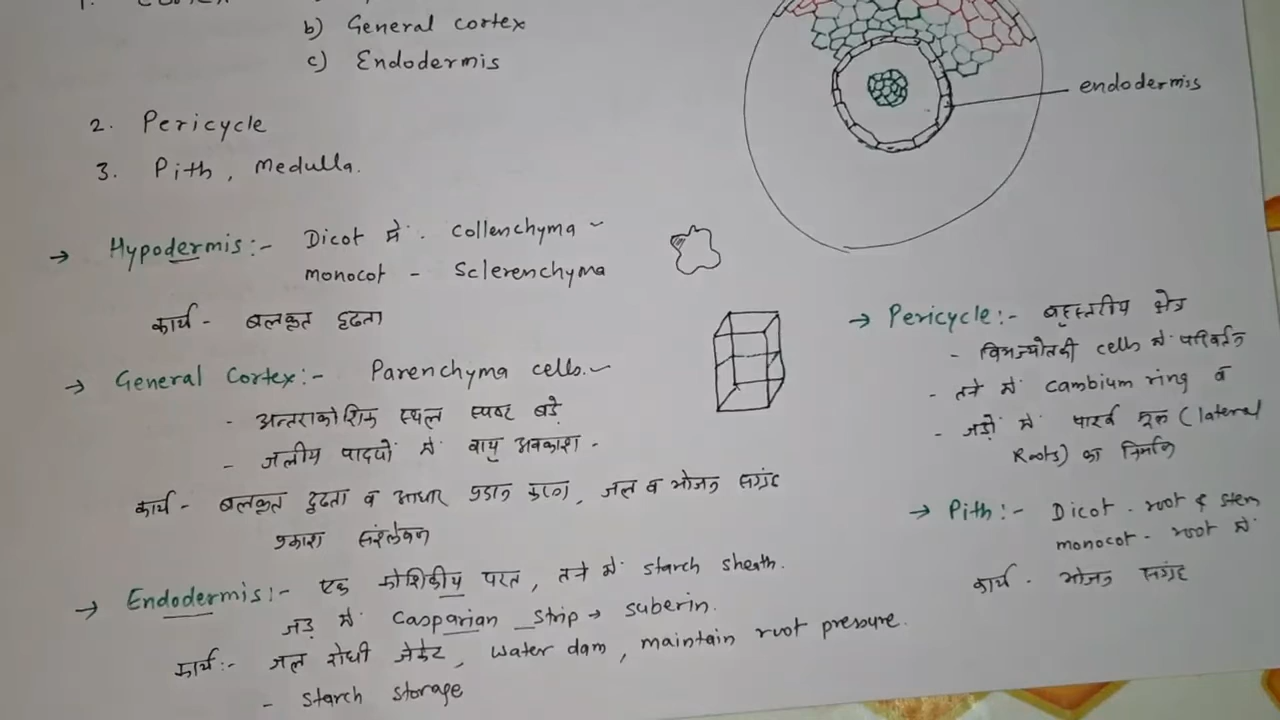 b) General cortex
c) Endodermis
endodermis
2. Pericycle
3. Pith, Medulla.
→ Hypodermis:- Dicot में. Collenchyma
monocot - Sclerenchyma
कार्य - बलकृत दृढता
→ General Cortex:- Parenchyma cells.
- अन्तराकोशिक स्थल स्पष्ट बड़े
- जलीय पादपों में वायु अवकाश -
कार्य - बलकृत दृढता व आधार प्रदान करना, जल व भोजन संग्रह
प्रकाश संश्लेषण
→ Endodermis:- एक कोशिकीय परत, तने में starch sheath.
जड़ में Casparian strip → suberin.
कार्य:- जल रोधी जैकेट, water dam, maintain root pressure.
- starch storage
→ Pericycle:- बहुस्तरीय क्षेत्र
- विभज्योतकी cells में परिवर्तन
- तने में cambium ring व
- जड़ों में पार्श्व मूल (lateral
Roots) का निर्माण
→ Pith:- Dicot - root & stem
monocot - root में
कार्य - भोजन संग्रह